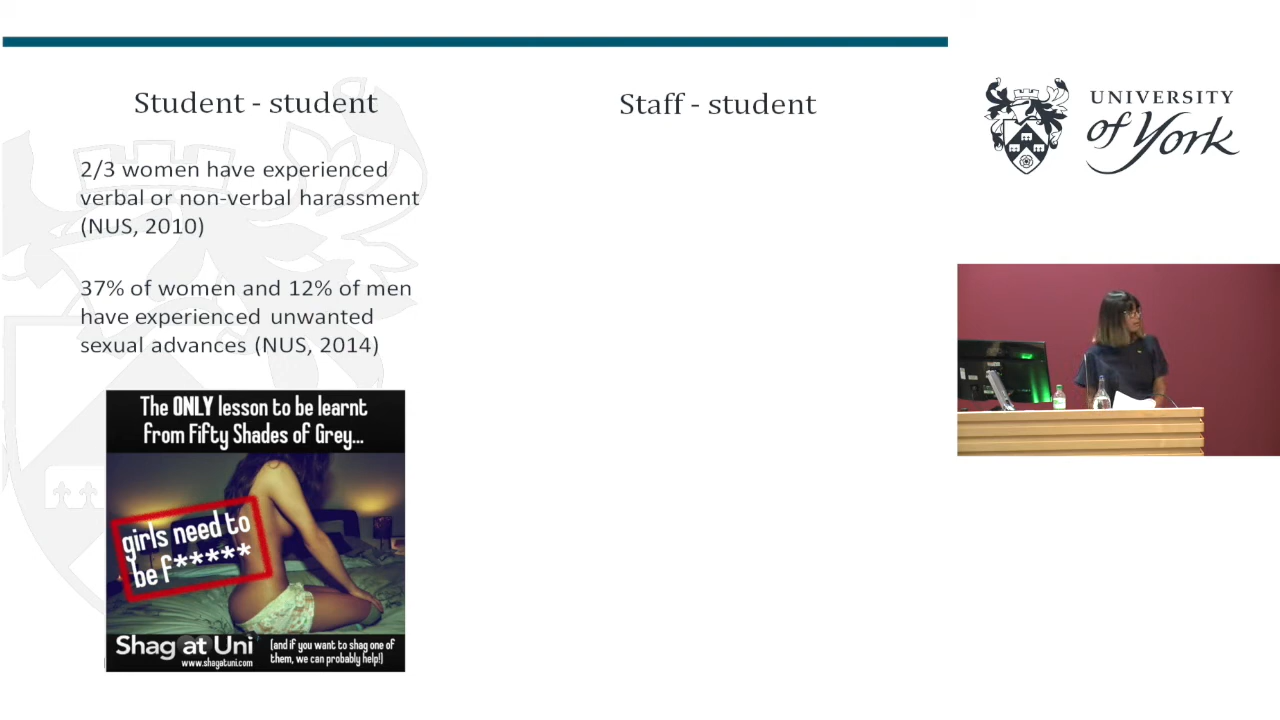 Student - student
2/3 women have experienced
verbal or non-verbal harassment
(NUS, 2010)
37% of women and 12% of men
have experienced unwanted
sexual advances (NUS, 2014)
The ONLY lesson to be learnt
from Fifty Shades of Grey...
girls need to
be f*****
Shag at Uni
www.shagatuni.com
(and if you want to shag one of
them, we can probably help!)
Staff - student
UNIVERSITY
of York